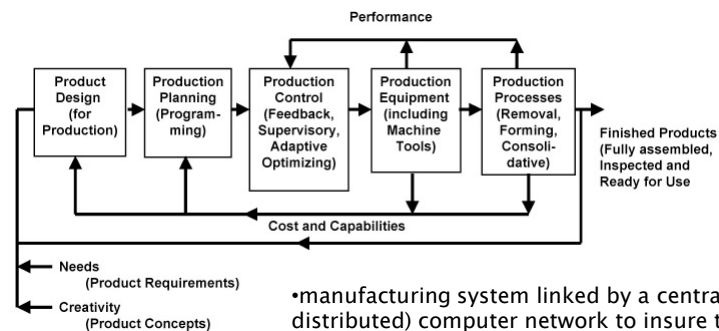 Performance
Product
Design
(for
Production)
Production
Planning
(Program-
ming)
Production
Control
(Feedback,
Supervisory,
Adaptive
Optimizing)
Production
Equipment
(including
Machine
Tools)
Production
Processes
(Removal,
Forming,
Consoli-
dative)
Finished Products
(Fully assembled,
Inspected and
Ready for Use
Cost and Capabilities
Needs
(Product Requirements)
Creativity
(Product Concepts)
•manufacturing system linked by a centra
distributed) computer network to insure t